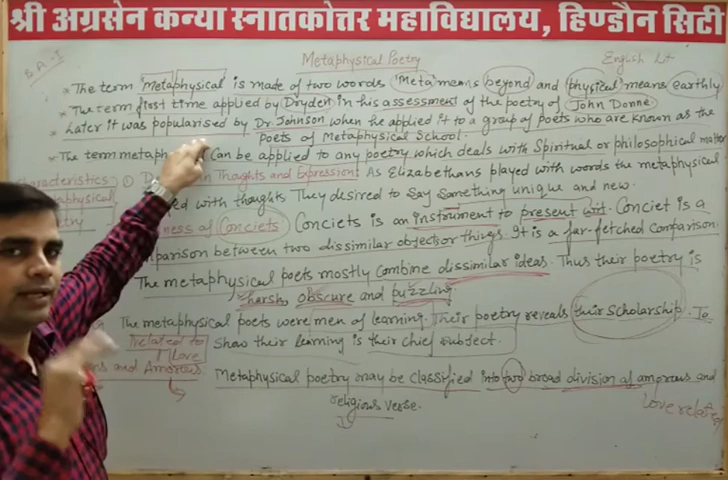 श्री अग्रसेन कन्या स्नातकोत्तर महाविद्यालय, हिण्डौन सिटी
B.A.-I
Metaphysical Poetry
English Lt
* The term 'metaphysical' is made of two words 'Meta' means beyond and 'physical' means earthly
* The term first time applied by Dryden in his assessment of the poetry of John Donne
* Later it was popularised by Dr Johnson when he applied it to a group of poets who are known as the
Poets of Metaphysical School.
* The term metaph can be applied to any poetry which deals with Spiritual or philosophical matter
Characteristics: ① in Thoughts and Expression: As Elizabethans played with words the metaphysical
with thoughts They desired to Say something unique and new.
ness of Conciets Conciets is an instrument to present wit. Conciet is a
parison between two dissimilar objects or things. It is a far-fetched comparison.
The metaphysical poets mostly combine dissimilar ideas. Thus their poetry is
harsh, obscure and puzzling.
The metaphysical poets were men of learning. Their poetry reveals their Scholarship. To
Show their learning is their chief subject.
related to
Love
and Amorous
Metaphysical poetry may be classified into two broad division of amorous and
religious verse.